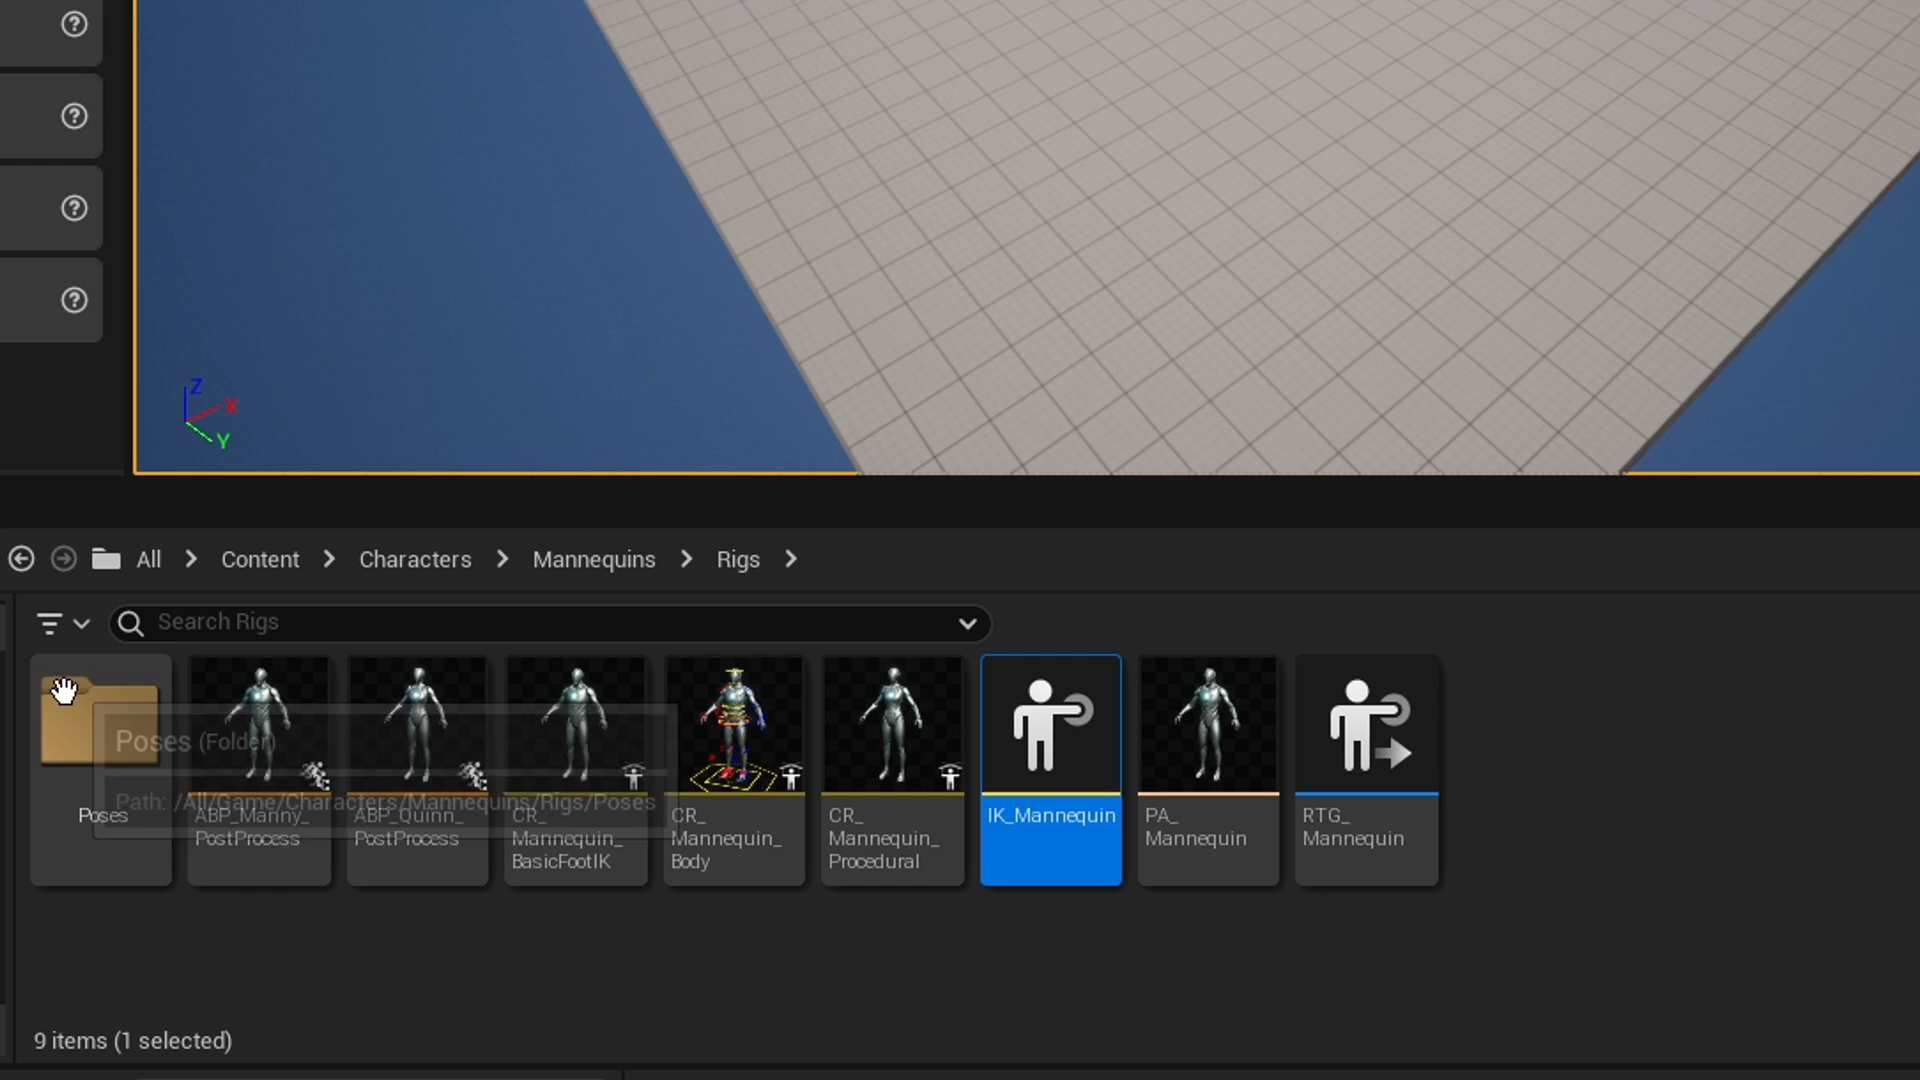 Z
X
Y
All
Content
Characters
Mannequins
Rigs
Search Rigs
Poses (Folder)
Path: /All/Game/Characters/Mannequins/Rigs/Poses
Poses
ABP_Manny_
PostProcess
ABP_Quinn_
PostProcess
CR_
Mannequin_
BasicFootIK
CR_
Mannequin_
Body
CR_
Mannequin_
Procedural
IK_Mannequin
PA_
Mannequin
RTG_
Mannequin
9 items (1 selected)